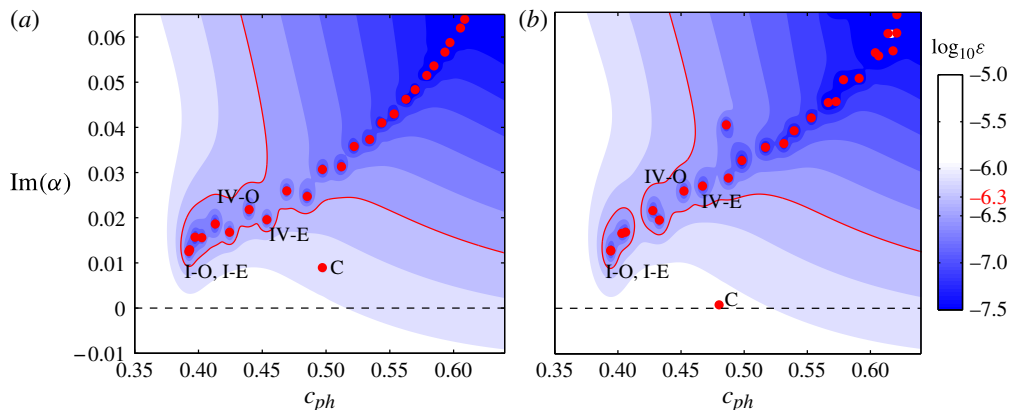 (a)
(b)
0.06
0.05
0.04
0.03
0.02
0.01
0
−0.01
Im(α)
IV-O
IV-E
I-O, I-E
C
0.35 0.40 0.45 0.50 0.55 0.60
c_ph
IV-O
IV-E
I-O, I-E
C
0.35 0.40 0.45 0.50 0.55 0.60
c_ph
log₁₀ε
−5.0
−5.5
−6.0
−6.3
−6.5
−7.0
−7.5